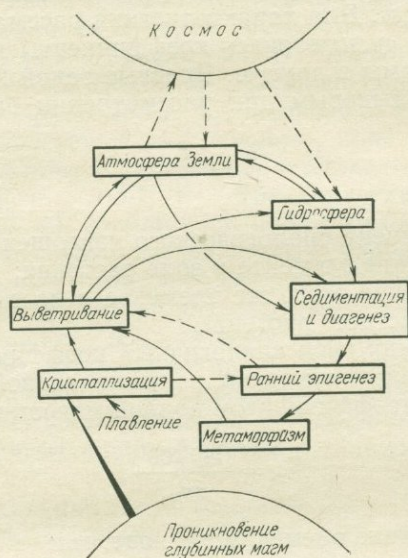 Космос
Атмосфера Земли
Гидросфера
Выветривание
Седиментация
и диагенез
Кристаллизация
Ранний эпигенез
Плавление
Метаморфизм
Проникновение
глубинных магм